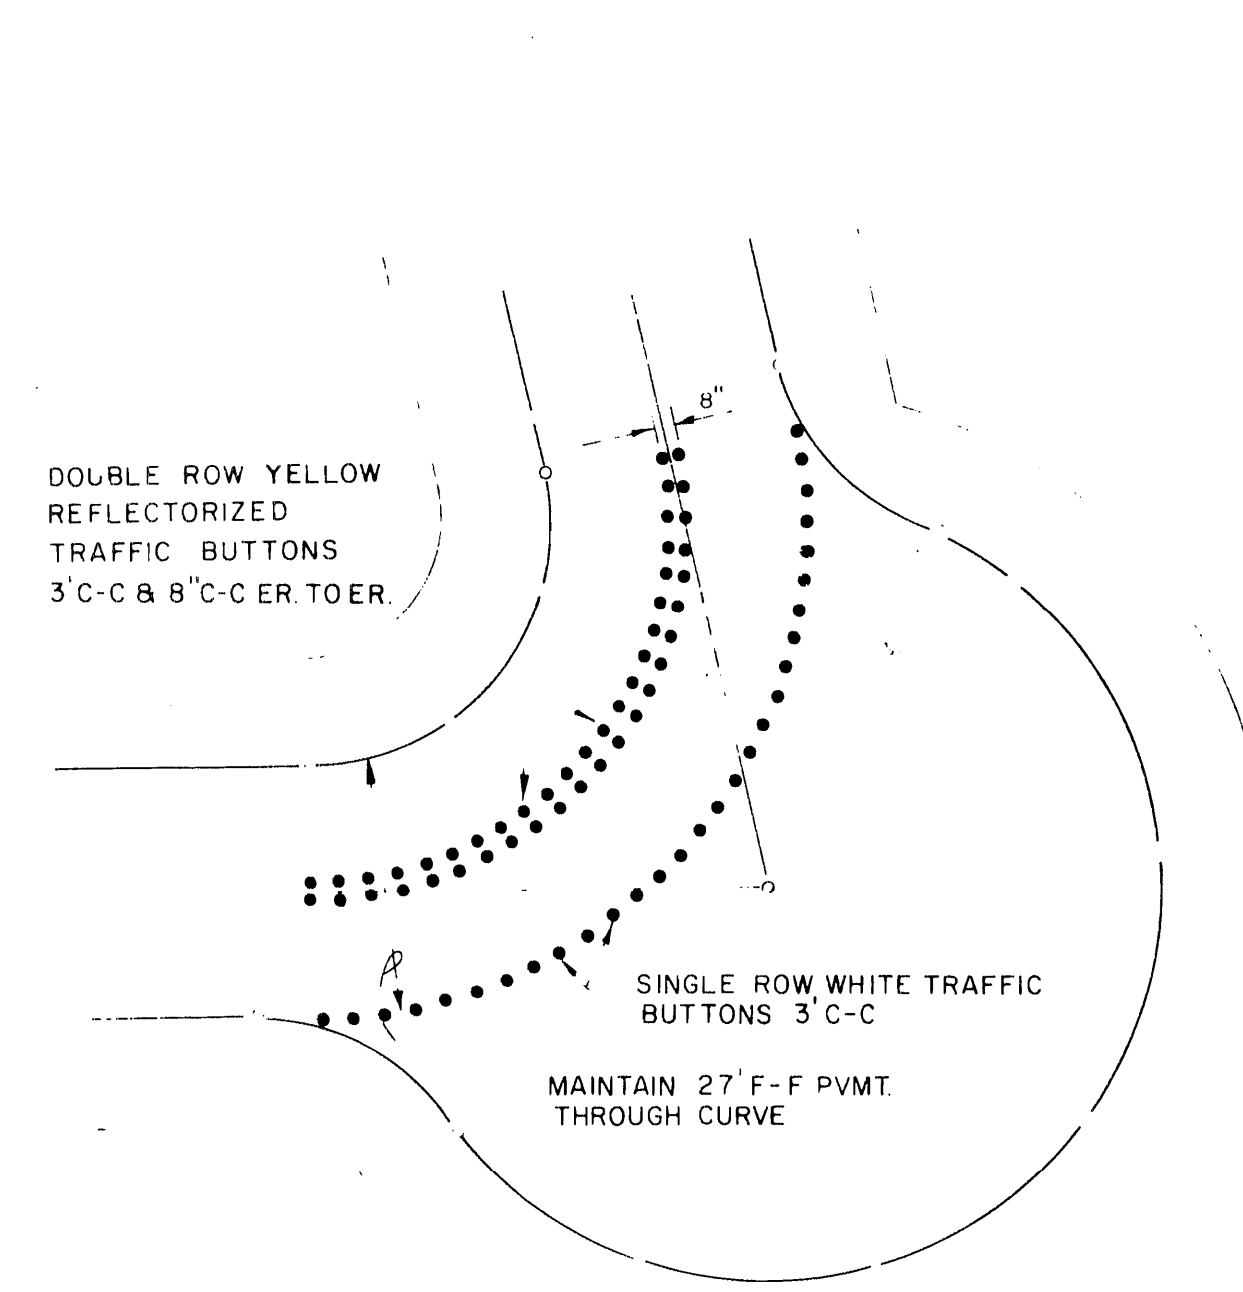 8"
DOUBLE ROW YELLOW
REFLECTORIZED
TRAFFIC BUTTONS
3'C-C & 8"C-C ER. TO ER.
A
SINGLE ROW WHITE TRAFFIC
BUTTONS 3'C-C
MAINTAIN 27'F-F PVMT.
THROUGH CURVE